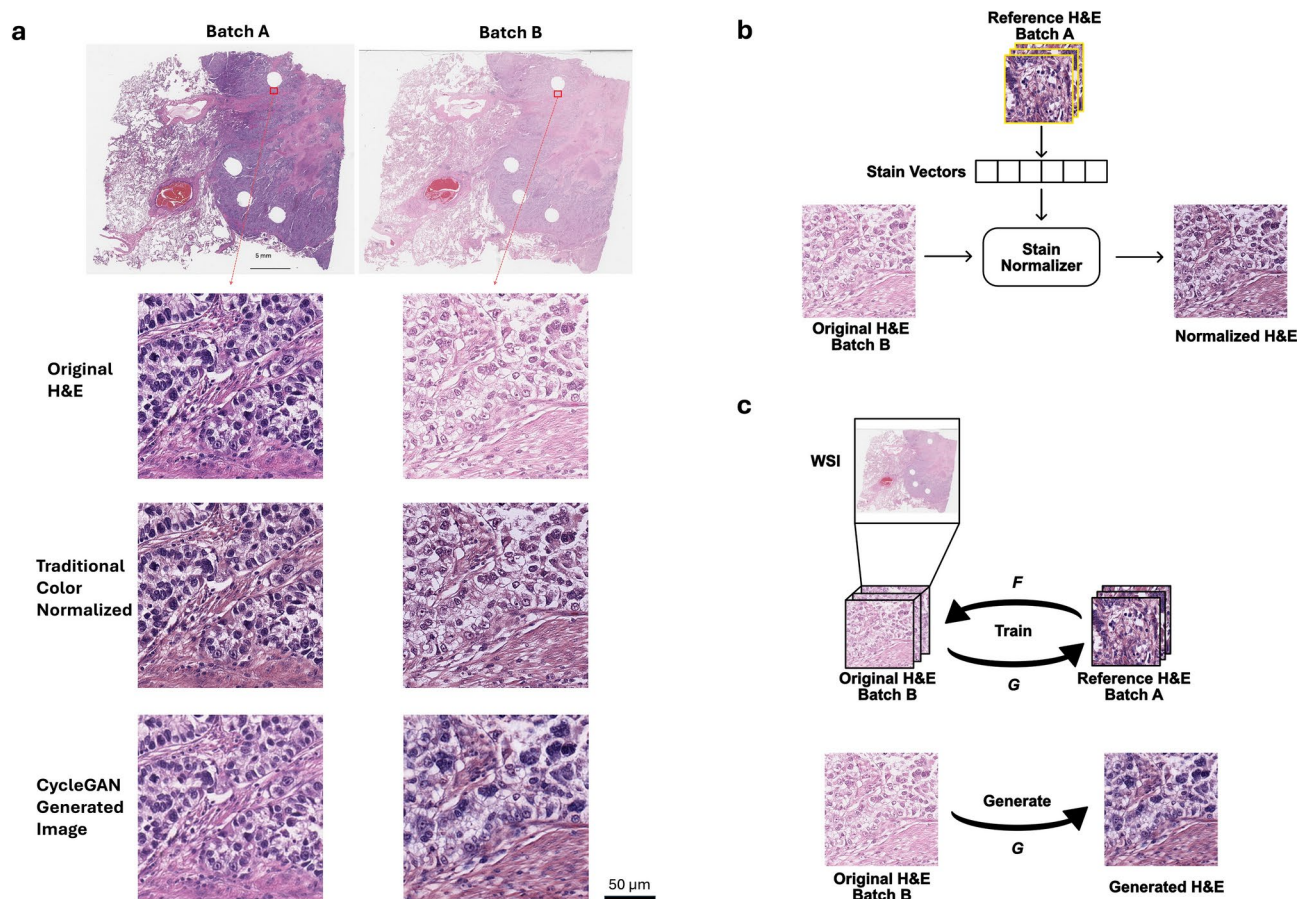 a
Batch A
Batch B
5 mm
Original
H&E
Traditional
Color
Normalized
CycleGAN
Generated
Image
50 µm
b
Reference H&E
Batch A
Stain Vectors
Stain
Normalizer
Original H&E
Batch B
Normalized H&E
c
WSI
F
Train
G
Original H&E
Batch B
Reference H&E
Batch A
Generate
G
Original H&E
Batch B
Generated H&E